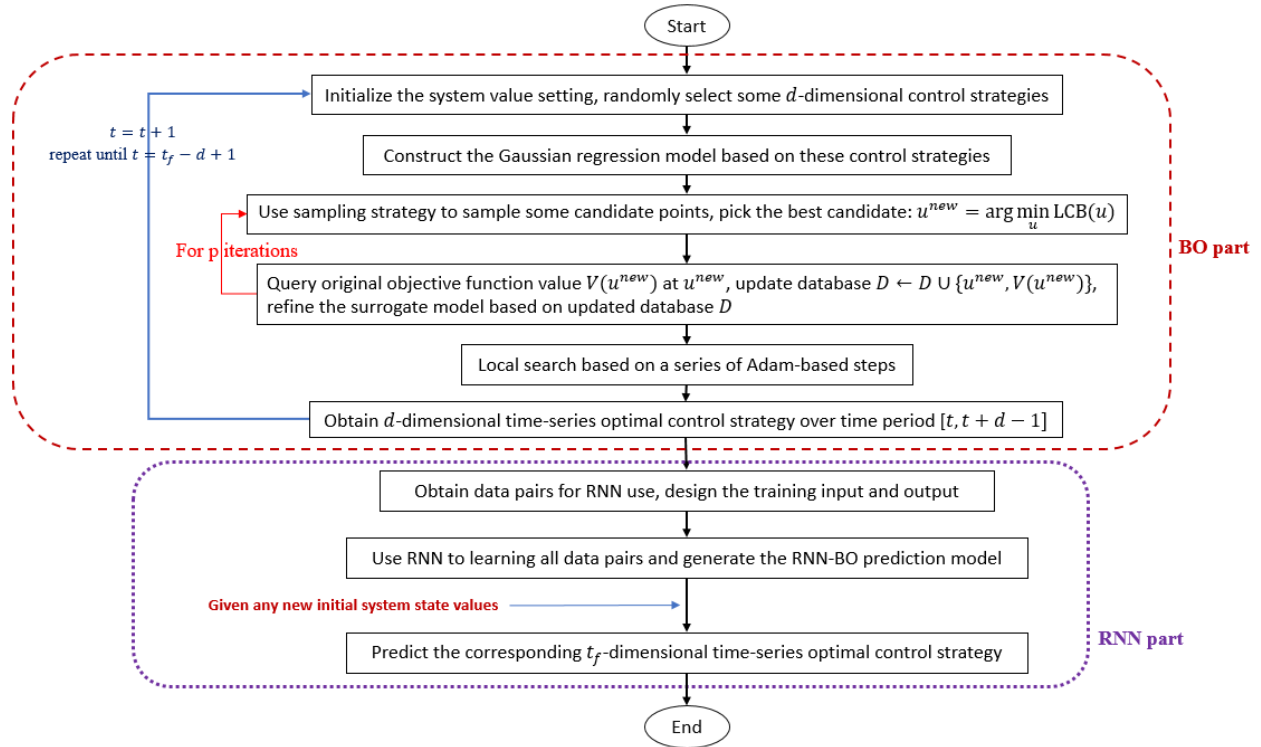 Start
Initialize the system value setting, randomly select some d-dimensional control strategies
t = t + 1
repeat until t = t_f − d + 1
Construct the Gaussian regression model based on these control strategies
Use sampling strategy to sample some candidate points, pick the best candidate: u^{new} = arg min_u LCB(u)
For p iterations
BO part
Query original objective function value V(u^{new}) at u^{new}, update database D ← D ∪ {u^{new}, V(u^{new})},
refine the surrogate model based on updated database D
Local search based on a series of Adam-based steps
Obtain d-dimensional time-series optimal control strategy over time period [t, t + d − 1]
Obtain data pairs for RNN use, design the training input and output
Use RNN to learning all data pairs and generate the RNN-BO prediction model
Given any new initial system state values
RNN part
Predict the corresponding t_f-dimensional time-series optimal control strategy
End